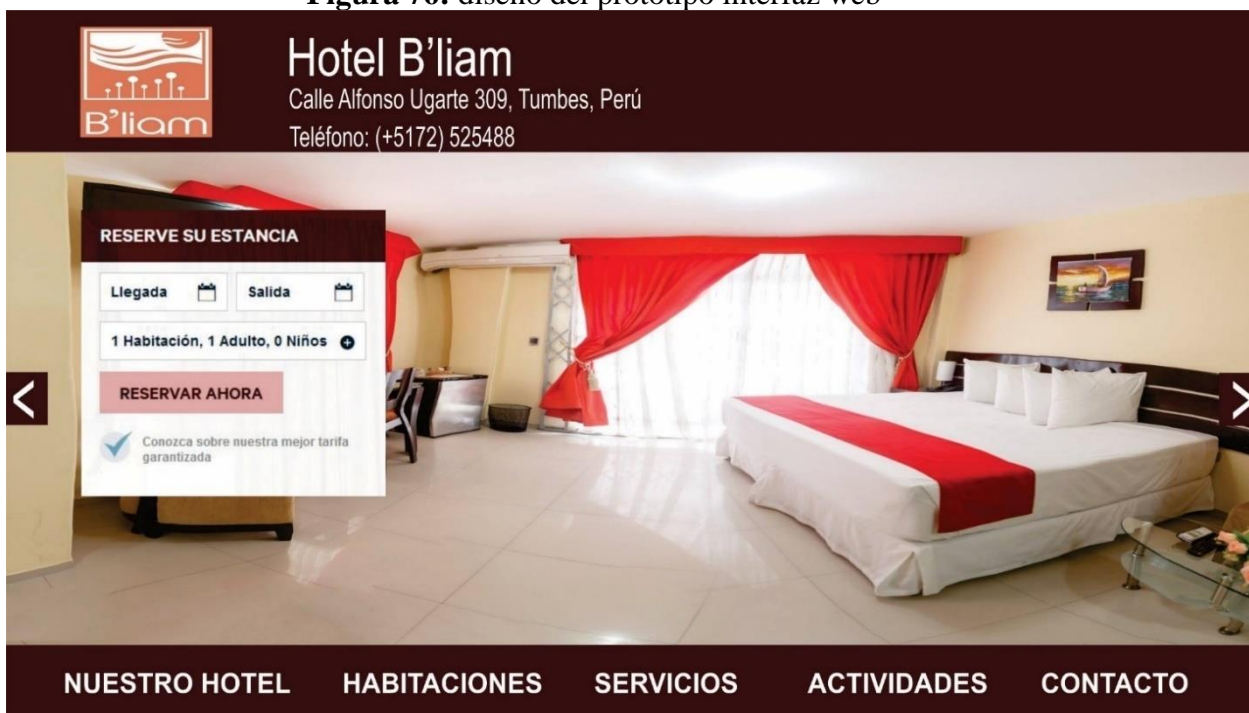 Figura 76: diseño del prototipo interfaz web
B'liam
Hotel B'liam
Calle Alfonso Ugarte 309, Tumbes, Perú
Teléfono: (+5172) 525488
RESERVE SU ESTANCIA
Llegada Salida
1 Habitación, 1 Adulto, 0 Niños
RESERVAR AHORA
Conozca sobre nuestra mejor tarifa
garantizada
NUESTRO HOTEL HABITACIONES SERVICIOS ACTIVIDADES CONTACTO